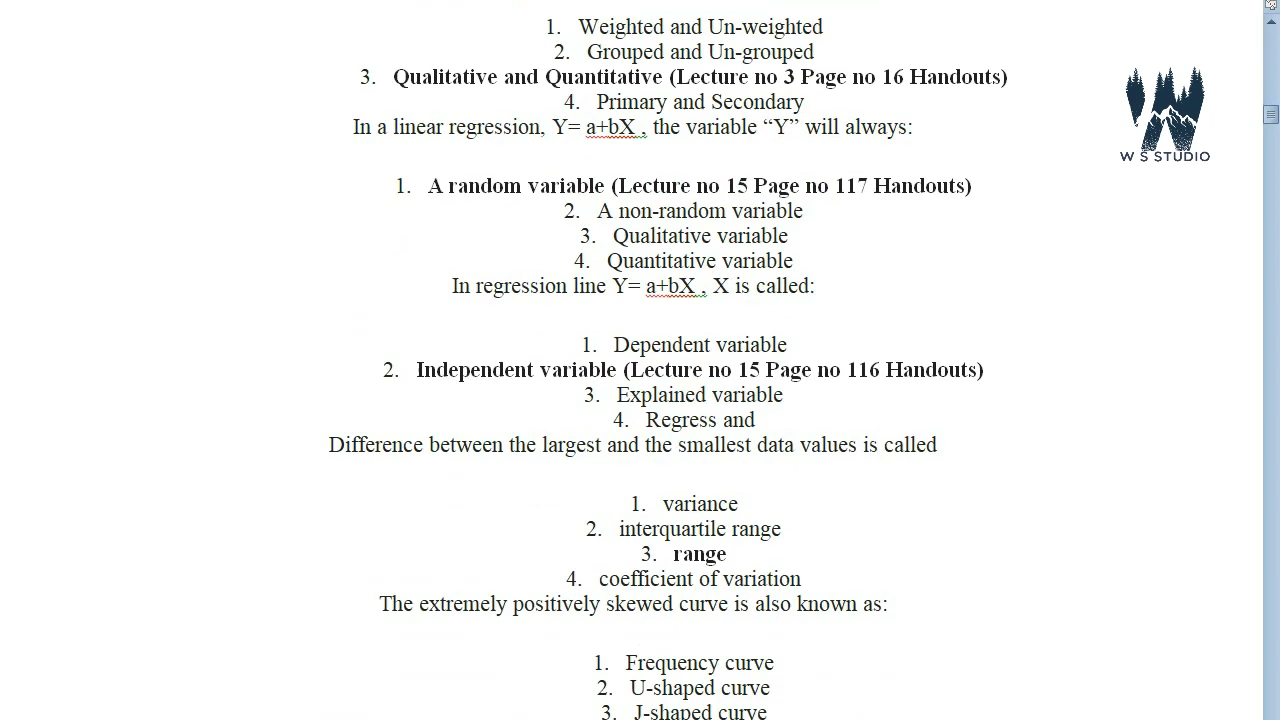 1. Weighted and Un-weighted
2. Grouped and Un-grouped
3. Qualitative and Quantitative (Lecture no 3 Page no 16 Handouts)
4. Primary and Secondary
In a linear regression, Y= a+bX , the variable “Y” will always:
1. A random variable (Lecture no 15 Page no 117 Handouts)
2. A non-random variable
3. Qualitative variable
4. Quantitative variable
In regression line Y= a+bX , X is called:
1. Dependent variable
2. Independent variable (Lecture no 15 Page no 116 Handouts)
3. Explained variable
4. Regress and
Difference between the largest and the smallest data values is called
1. variance
2. interquartile range
3. range
4. coefficient of variation
The extremely positively skewed curve is also known as:
1. Frequency curve
2. U-shaped curve
3. J-shaped curve
W S STUDIO